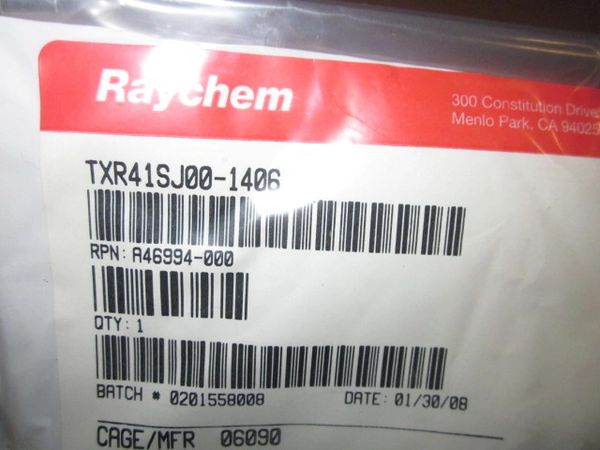 Raychem
300 Constitution Drive
Menlo Park, CA 94025
TXR41SJ00-1406
RPN: A46994-000
QTY: 1
BATCH # 0201558008 DATE: 01/30/08
CAGE/MFR 06090